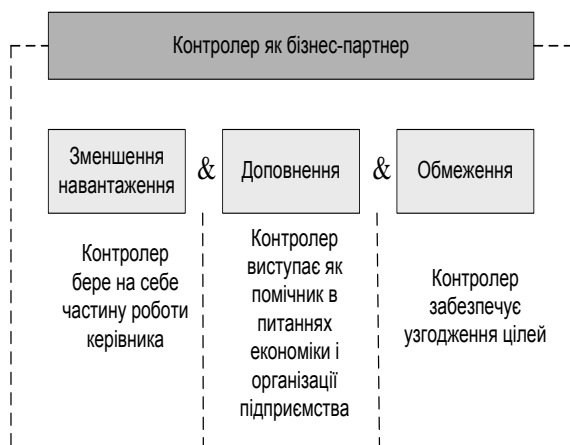 Контролер як бізнес-партнер
Зменшення
навантаження
&
Доповнення
&
Обмеження
Контролер
бере на себе
частину роботи
керівника
Контролер
виступає як
помічник в
питаннях
економіки і
організації
підприємства
Контролер
забезпечує
узгодження цілей